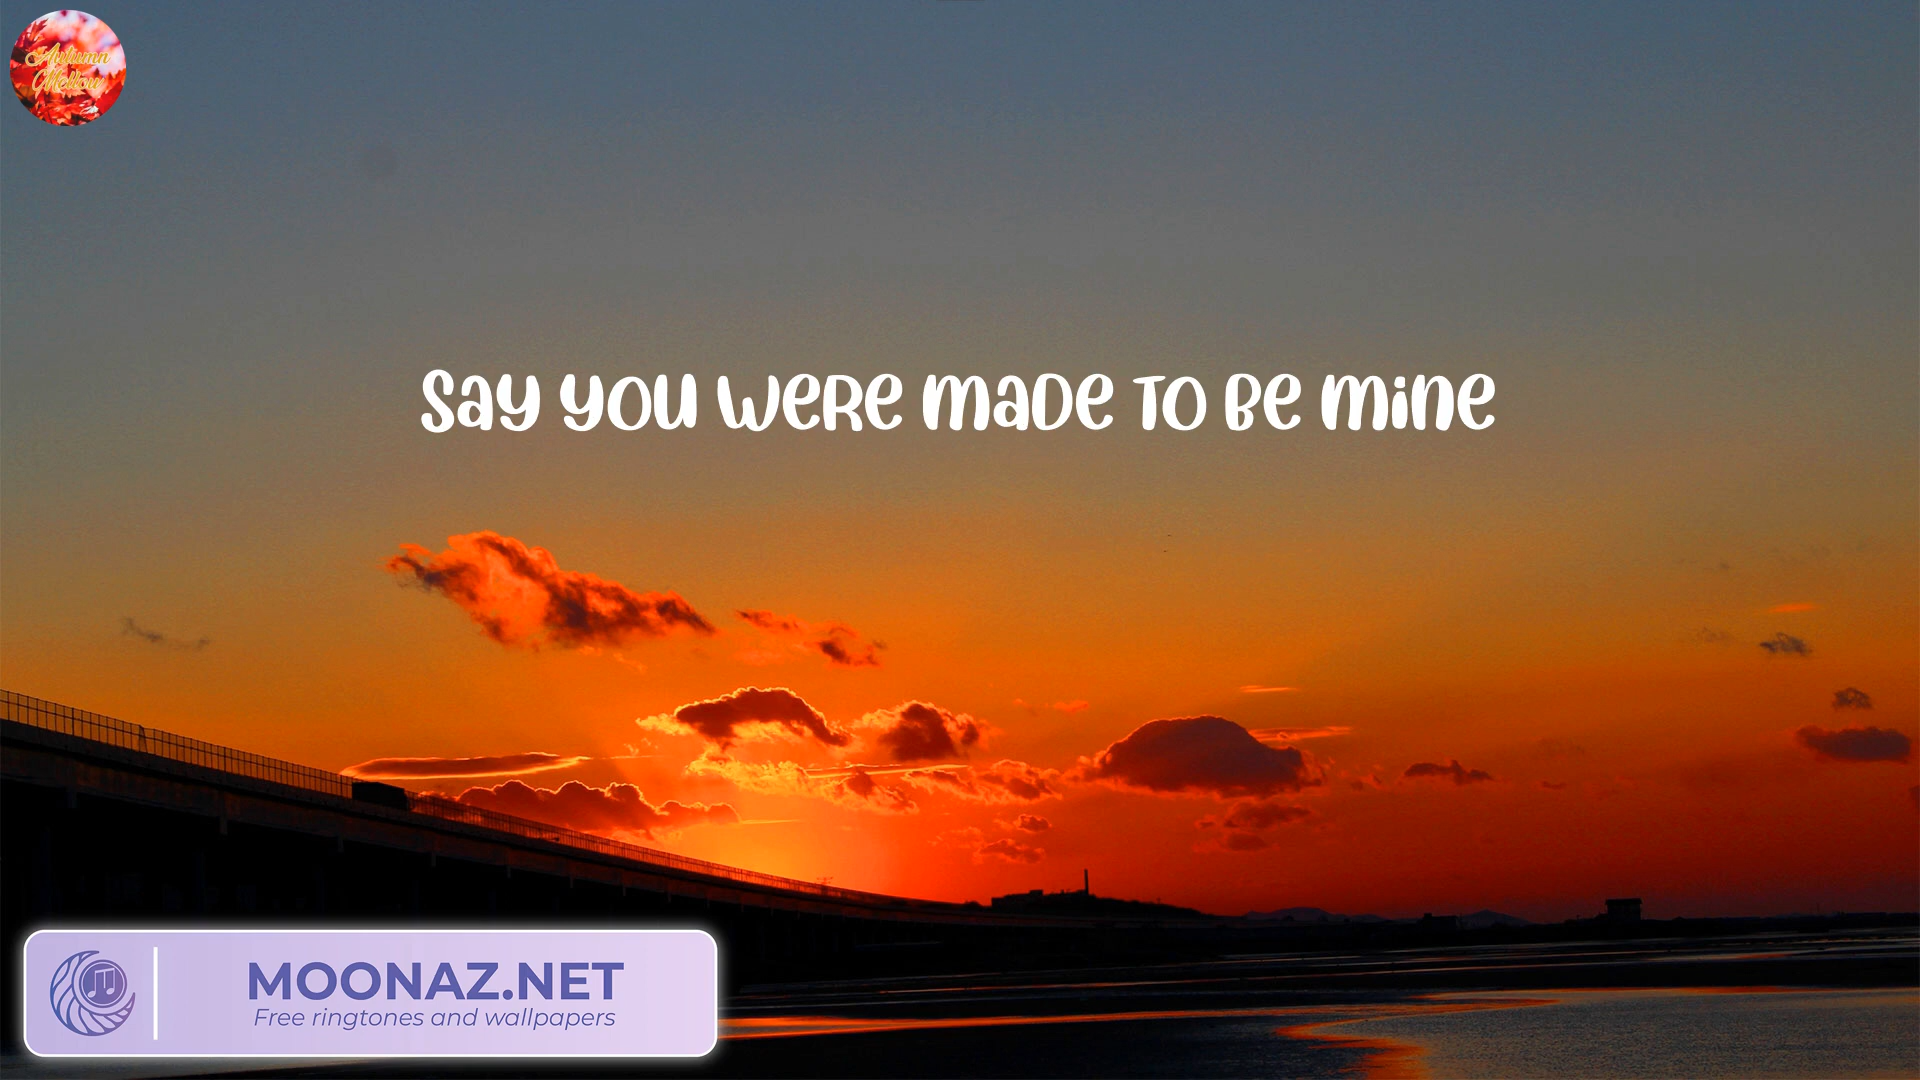 Autumn
Mellow
Say you were made to be mine
MOONAZ.NET
Free ringtones and wallpapers